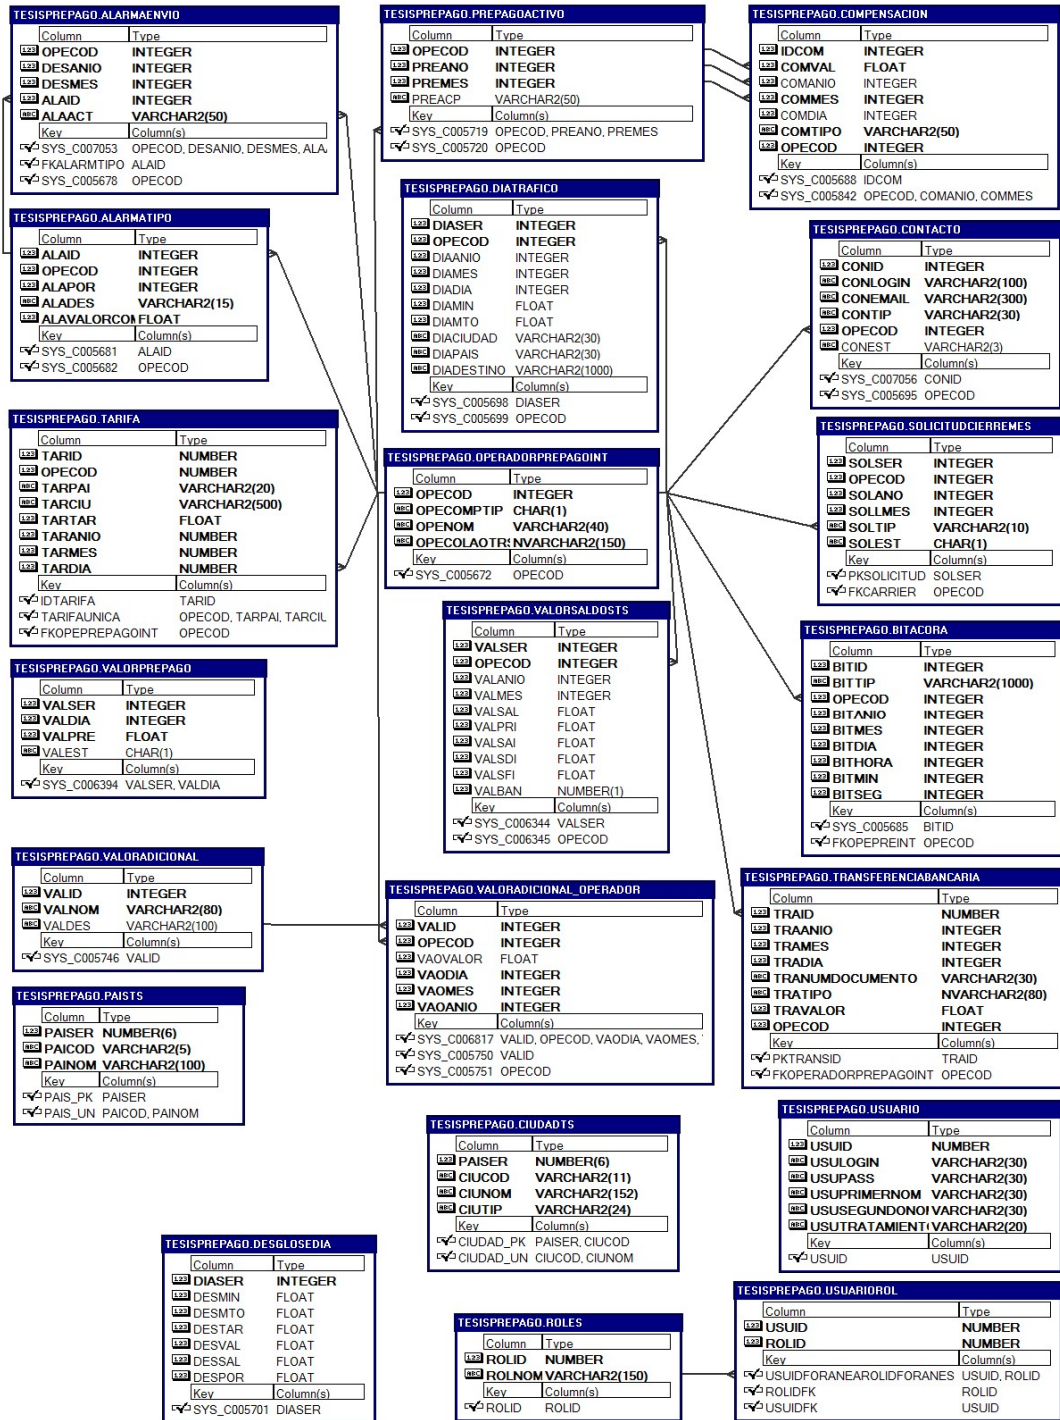 TESISPREPAGO.ALARMAENVIO
Column Type
OPECOD INTEGER
DESANIO INTEGER
DESMES INTEGER
ALAID INTEGER
ALAACT VARCHAR2(50)
Key Column(s)
SYS_C007053 OPECOD, DESANIO, DESMES, ALA
FKALARMTIPO ALAID
SYS_C005678 OPECOD
TESISPREPAGO.PREPAGOACTIVO
Column Type
OPECOD INTEGER
PREANO INTEGER
PREMES INTEGER
PREACP VARCHAR2(50)
Key Column(s)
SYS_C005719 OPECOD, PREANO, PREMES
SYS_C005720 OPECOD
TESISPREPAGO.COMPENSACION
Column Type
IDCOM INTEGER
COMVAL FLOAT
COMANIO INTEGER
COMMES INTEGER
COMDIA INTEGER
COMTIPO VARCHAR2(50)
OPECOD INTEGER
Key Column(s)
SYS_C005688 IDCOM
SYS_C005842 OPECOD, COMANIO, COMMES
TESISPREPAGO.ALARMATIPO
Column Type
ALAID INTEGER
OPECOD INTEGER
ALAPOR INTEGER
ALADES VARCHAR2(15)
ALAVALORCOM FLOAT
Key Column(s)
SYS_C005681 ALAID
SYS_C005682 OPECOD
TESISPREPAGO.DIATRAFICO
Column Type
DIASER INTEGER
OPECOD INTEGER
DIAANIO INTEGER
DIAMES INTEGER
DIADIA INTEGER
DIAMIN FLOAT
DIAMTO FLOAT
DIACIUDAD VARCHAR2(30)
DIAPAIS VARCHAR2(30)
DIADESTINO VARCHAR2(1000)
Key Column(s)
SYS_C005698 DIASER
SYS_C005699 OPECOD
TESISPREPAGO.CONTACTO
Column Type
CONID INTEGER
CONLOGIN VARCHAR2(100)
CONEMAIL VARCHAR2(300)
CONTIP VARCHAR2(30)
OPECOD INTEGER
CONEST VARCHAR2(3)
Key Column(s)
SYS_C007056 CONID
SYS_C005695 OPECOD
TESISPREPAGO.TARIFA
Column Type
TARID NUMBER
OPECOD NUMBER
TARPAI VARCHAR2(20)
TARCIU VARCHAR2(500)
TARTAR FLOAT
TARANIO NUMBER
TARMES NUMBER
TARDIA NUMBER
Key Column(s)
IDTARIFA TARID
TARIFAUNICA OPECOD, TARPAI, TARCIL
FKOPEPREPAGOINT OPECOD
TESISPREPAGO.OPERADORPREPAGOINT
Column Type
OPECOD INTEGER
OPECOMPTIP CHAR(1)
OPENOM VARCHAR2(40)
OPECOLAOTRS NVARCHAR2(150)
Key Column(s)
SYS_C005672 OPECOD
TESISPREPAGO.SOLICITUDCIERREMES
Column Type
SOLSER INTEGER
OPECOD INTEGER
SOLANO INTEGER
SOLLMES INTEGER
SOLTIP VARCHAR2(10)
SOLEST CHAR(1)
Key Column(s)
PKSOLICITUD SOLSER
FKCARRIER OPECOD
TESISPREPAGO.VALORPREPAGO
Column Type
VALSER INTEGER
VALDIA INTEGER
VALPRE FLOAT
VALEST CHAR(1)
Key Column(s)
SYS_C006394 VALSER, VALDIA
TESISPREPAGO.VALORSALDOSTS
Column Type
VALSER INTEGER
OPECOD INTEGER
VALANIO INTEGER
VALMES INTEGER
VALSAL FLOAT
VALPRI FLOAT
VALSAI FLOAT
VALSDI FLOAT
VALSFI FLOAT
VALBAN NUMBER(1)
Key Column(s)
SYS_C006344 VALSER
SYS_C006345 OPECOD
TESISPREPAGO.BITACORA
Column Type
BITID INTEGER
BITTIP VARCHAR2(1000)
OPECOD INTEGER
BITANIO INTEGER
BITMES INTEGER
BITDIA INTEGER
BITHORA INTEGER
BITMIN INTEGER
BITSEG INTEGER
Key Column(s)
SYS_C005685 BITID
FKOPEPREINT OPECOD
TESISPREPAGO.VALORADICIONAL
Column Type
VALID INTEGER
VALNOM VARCHAR2(80)
VALDES VARCHAR2(100)
Key Column(s)
SYS_C005746 VALID
TESISPREPAGO.VALORADICIONAL_OPERADOR
Column Type
VALID INTEGER
OPECOD INTEGER
VAOVALOR FLOAT
VAODIA INTEGER
VAOMES INTEGER
VAOANIO INTEGER
Key Column(s)
SYS_C006817 VALID, OPECOD, VAODIA, VAOMES,
SYS_C005750 VALID
SYS_C005751 OPECOD
TESISPREPAGO.TRANSFERENCIABANCARIA
Column Type
TRAID NUMBER
TRAANIO INTEGER
TRAMES INTEGER
TRADIA INTEGER
TRANUMDOCUMENTO VARCHAR2(30)
TRATIPO NVARCHAR2(80)
TRAVALOR FLOAT
OPECOD INTEGER
Key Column(s)
PKTRANSID TRAID
FKOPERADORPREPAGOINT OPECOD
TESISPREPAGO.PAISTS
Column Type
PAISER NUMBER(6)
PAICOD VARCHAR2(5)
PAINOM VARCHAR2(100)
Key Column(s)
PAIS_PK PAISER
PAIS_UN PAICOD, PAINOM
TESISPREPAGO.CIUDADTS
Column Type
PAISER NUMBER(6)
CIUCOD VARCHAR2(11)
CIUNOM VARCHAR2(152)
CIUTIP VARCHAR2(24)
Key Column(s)
CIUDAD_PK PAISER, CIUCOD
CIUDAD_UN CIUCOD, CIUNOM
TESISPREPAGO.USUARIO
Column Type
USUID NUMBER
USULOGIN VARCHAR2(30)
USUPASS VARCHAR2(30)
USUPRIMERNOM VARCHAR2(30)
USUSEGUNDONOI VARCHAR2(30)
USUTRATAMIENT( VARCHAR2(20)
Key Column(s)
USUID USUID
TESISPREPAGO.DESGLOSEDIA
Column Type
DIASER INTEGER
DESMIN FLOAT
DESMTO FLOAT
DESTAR FLOAT
DESVAL FLOAT
DESSAL FLOAT
DESPOR FLOAT
Key Column(s)
SYS_C005701 DIASER
TESISPREPAGO.ROLES
Column Type
ROLID NUMBER
ROLNOM VARCHAR2(150)
Key Column(s)
ROLID ROLID
TESISPREPAGO.USUARIOROL
Column Type
USUID NUMBER
ROLID NUMBER
Key Column(s)
USUIDFORANEAROLIDFORANES USUID, ROLID
ROLIDFK ROLID
USUIDFK USUID